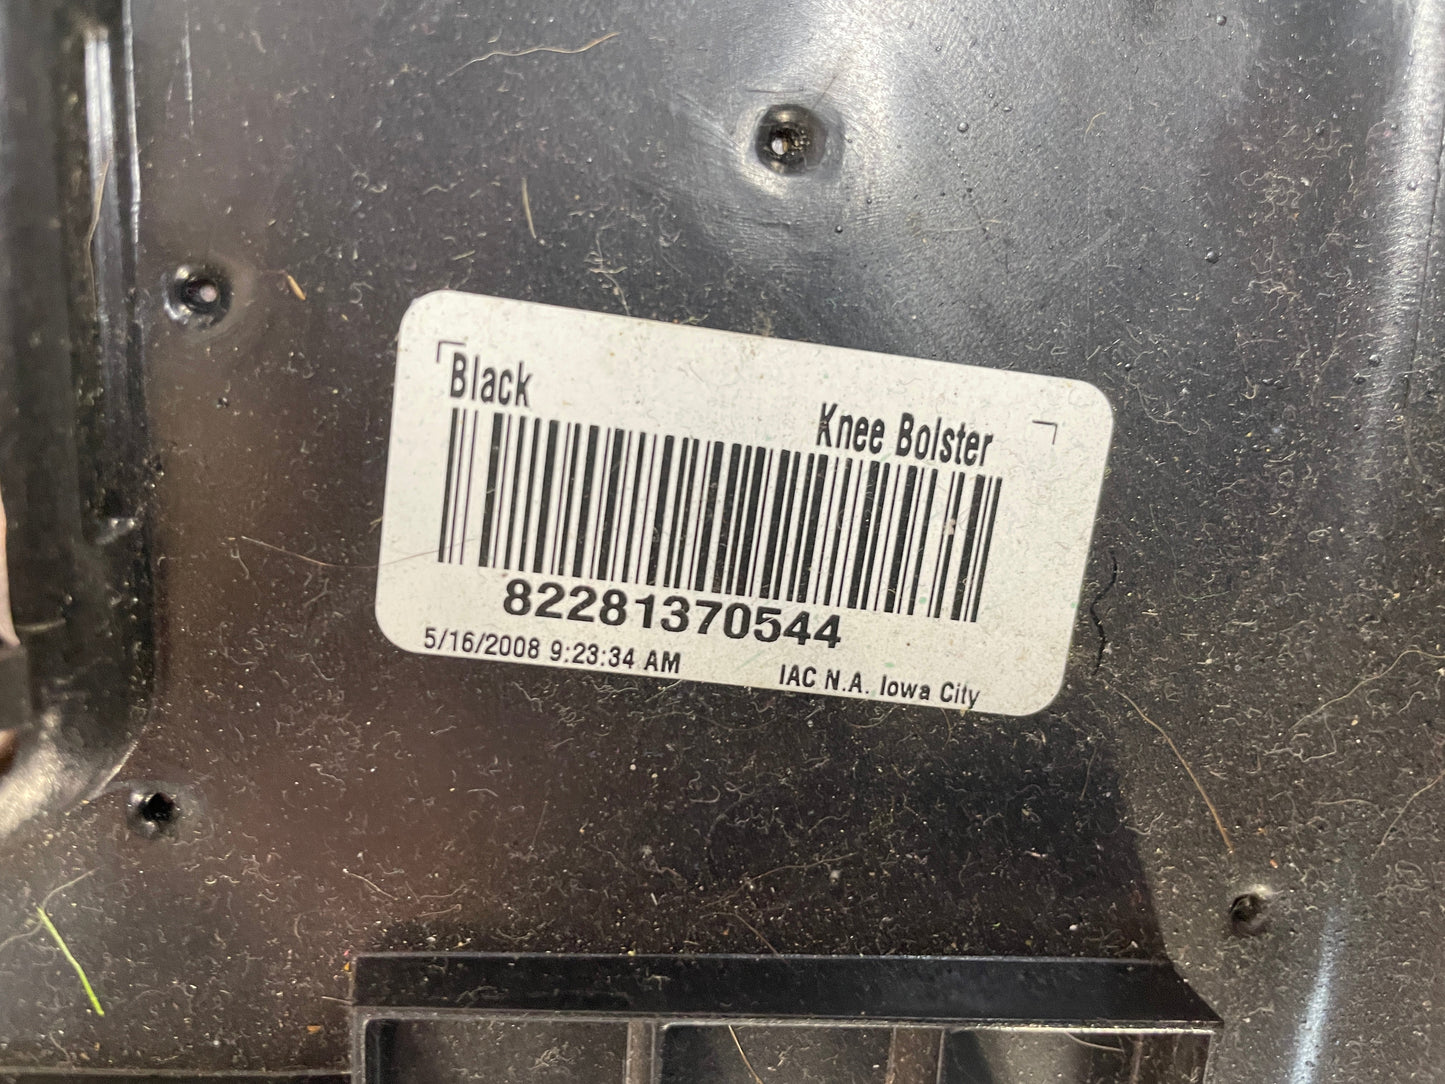 Black
Knee Bolster
82281370544
5/16/2008 9:23:34 AM
IAC N.A. Iowa City